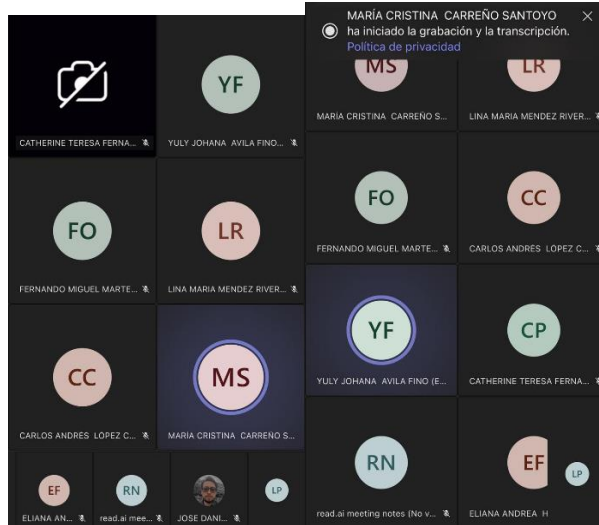 YF
CATHERINE TERESA FERNA...
YULY JOHANA AVILA FINO...
FO
LR
FERNANDO MIGUEL MARTE...
LINA MARIA MENDEZ RIVER...
CC
MS
CARLOS ANDRES LOPEZ C...
MARÍA CRISTINA CARREÑO S...
EF
RN
LP
ELIANA AN...
read.ai mee...
JOSE DANI...
MARÍA CRISTINA CARREÑO SANTOYO
ha iniciado la grabación y la transcripción.
Política de privacidad
MS
LR
MARÍA CRISTINA CARREÑO S...
LINA MARIA MENDEZ RIVER...
FO
CC
FERNANDO MIGUEL MARTE...
CARLOS ANDRES LOPEZ C...
YF
CP
YULY JOHANA AVILA FINO (E...
CATHERINE TERESA FERNA...
RN
EF
LP
read.ai meeting notes (No v...
ELIANA ANDREA H